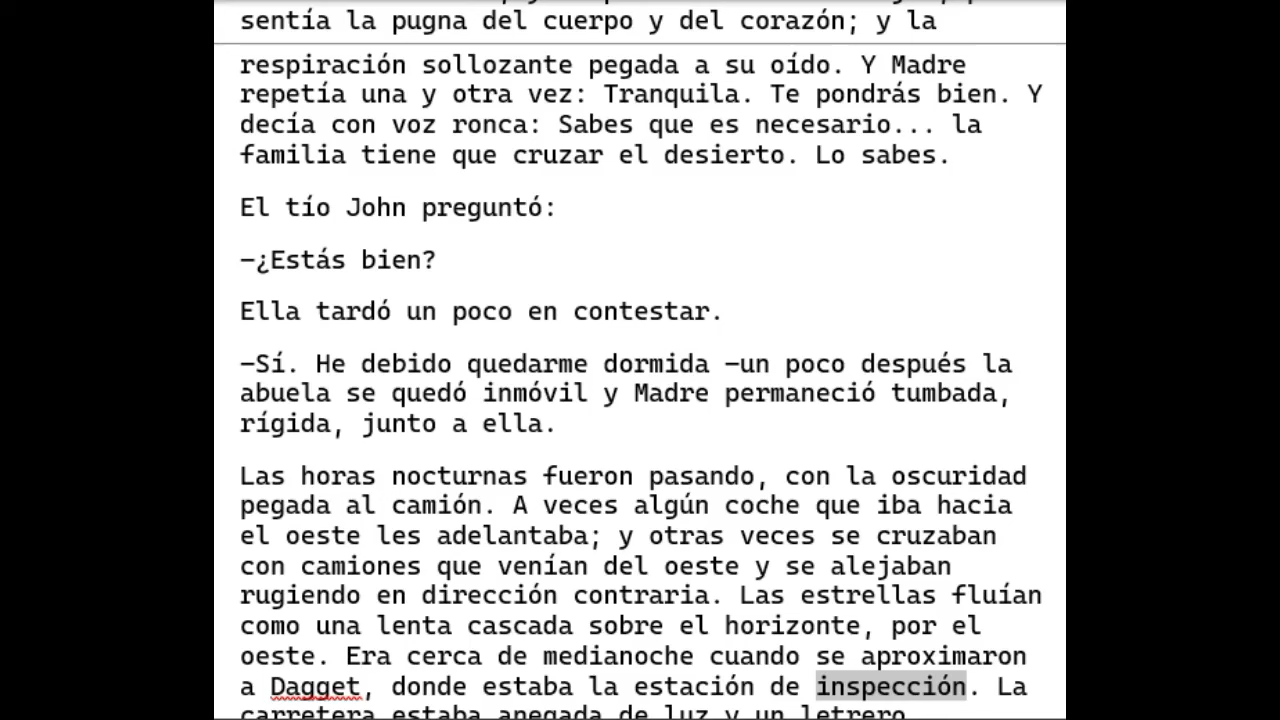 sentía la pugna del cuerpo y del corazón; y la
respiración sollozante pegada a su oído. Y Madre
repetía una y otra vez: Tranquila. Te pondrás bien. Y
decía con voz ronca: Sabes que es necesario... la
familia tiene que cruzar el desierto. Lo sabes.
El tío John preguntó:
—¿Estás bien?
Ella tardó un poco en contestar.
—Sí. He debido quedarme dormida —un poco después la
abuela se quedó inmóvil y Madre permaneció tumbada,
rígida, junto a ella.
Las horas nocturnas fueron pasando, con la oscuridad
pegada al camión. A veces algún coche que iba hacia
el oeste les adelantaba; y otras veces se cruzaban
con camiones que venían del oeste y se alejaban
rugiendo en dirección contraria. Las estrellas fluían
como una lenta cascada sobre el horizonte, por el
oeste. Era cerca de medianoche cuando se aproximaron
a Dagget, donde estaba la estación de inspección. La
carretera estaba anegada de luz y un letrero